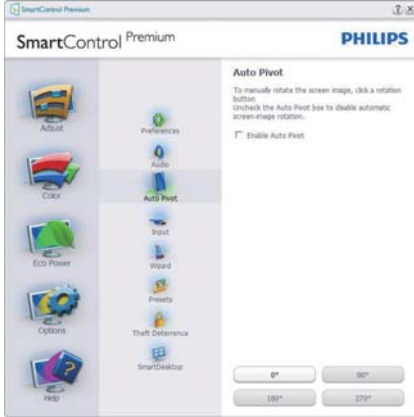 SmartControl Premium
SmartControl Premium
PHILIPS
Adjust
Color
Eco Power
Options
Help
Preferences
Audio
Auto Pivot
Input
Wizard
Presets
Theft Deterrence
SmartDesktop
Auto Pivot
To manually rotate the screen image, click a rotation
button
Uncheck the Auto Pivot box to disable automatic
screen-image rotation.
Enable Auto Pivot
0°
90°
180°
270°